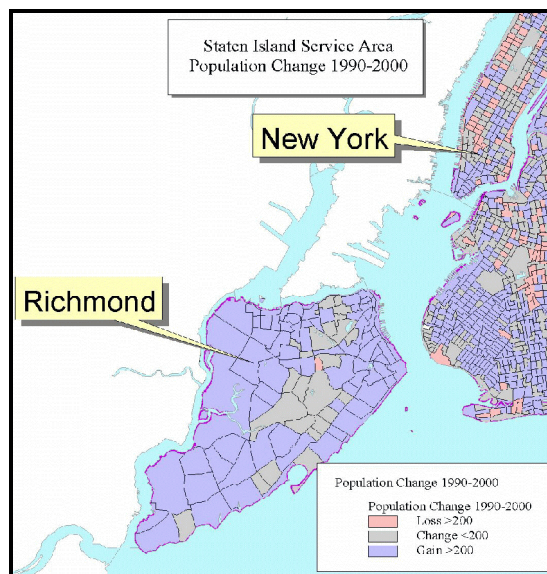 Staten Island Service Area
Population Change 1990-2000
New York
Richmond
Population Change 1990-2000
Population Change 1990-2000
Loss >200
Change <200
Gain >200